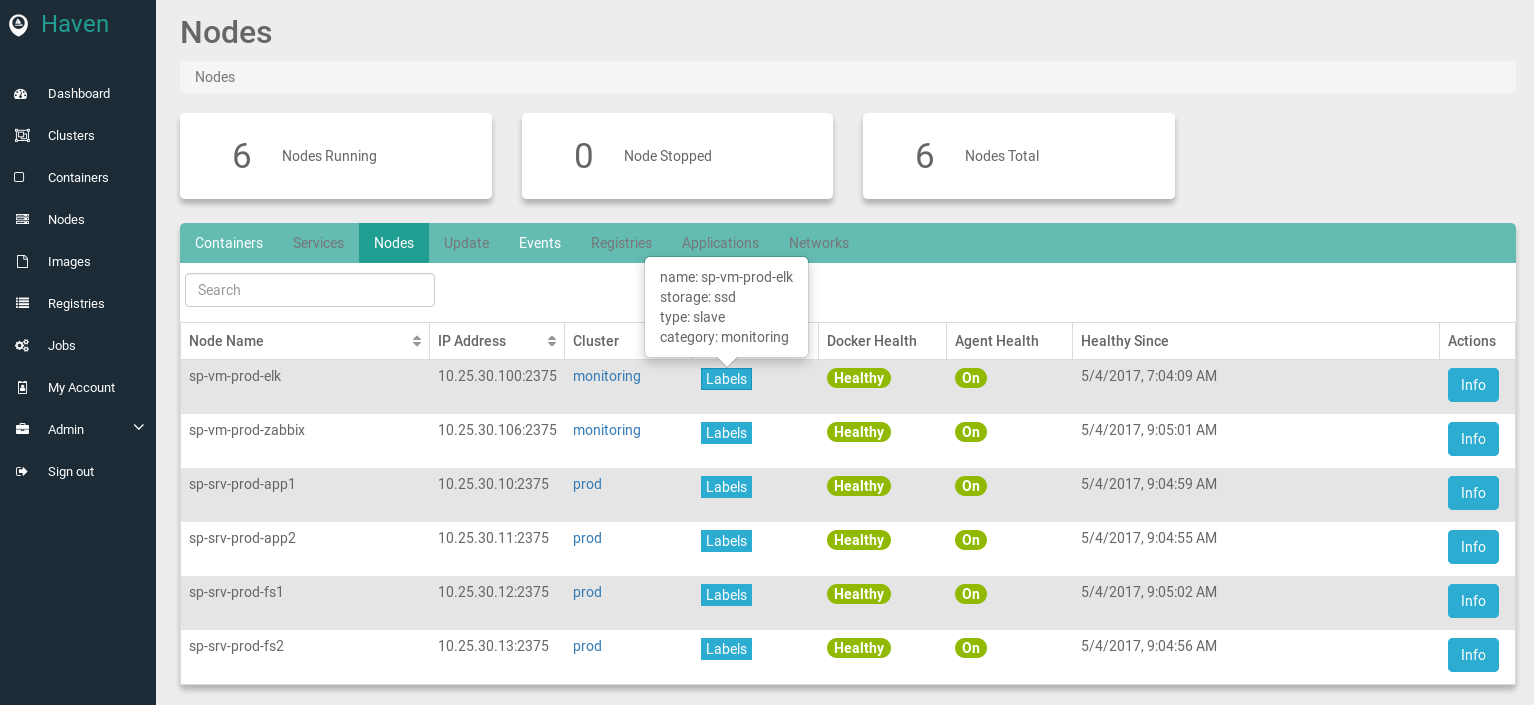 Haven
Dashboard
Clusters
Containers
Nodes
Images
Registries
Jobs
My Account
Admin
Sign out
Nodes
Nodes
6 Nodes Running
0 Node Stopped
6 Nodes Total
Containers Services Nodes Update Events Registries Applications Networks
Search
name: sp-vm-prod-elk
storage: ssd
type: slave
category: monitoring
Node Name IP Address Cluster Docker Health Agent Health Healthy Since Actions
sp-vm-prod-elk 10.25.30.100:2375 monitoring Labels Healthy On 5/4/2017, 7:04:09 AM Info
sp-vm-prod-zabbix 10.25.30.106:2375 monitoring Labels Healthy On 5/4/2017, 9:05:01 AM Info
sp-srv-prod-app1 10.25.30.10:2375 prod Labels Healthy On 5/4/2017, 9:04:59 AM Info
sp-srv-prod-app2 10.25.30.11:2375 prod Labels Healthy On 5/4/2017, 9:04:55 AM Info
sp-srv-prod-fs1 10.25.30.12:2375 prod Labels Healthy On 5/4/2017, 9:05:02 AM Info
sp-srv-prod-fs2 10.25.30.13:2375 prod Labels Healthy On 5/4/2017, 9:04:56 AM Info